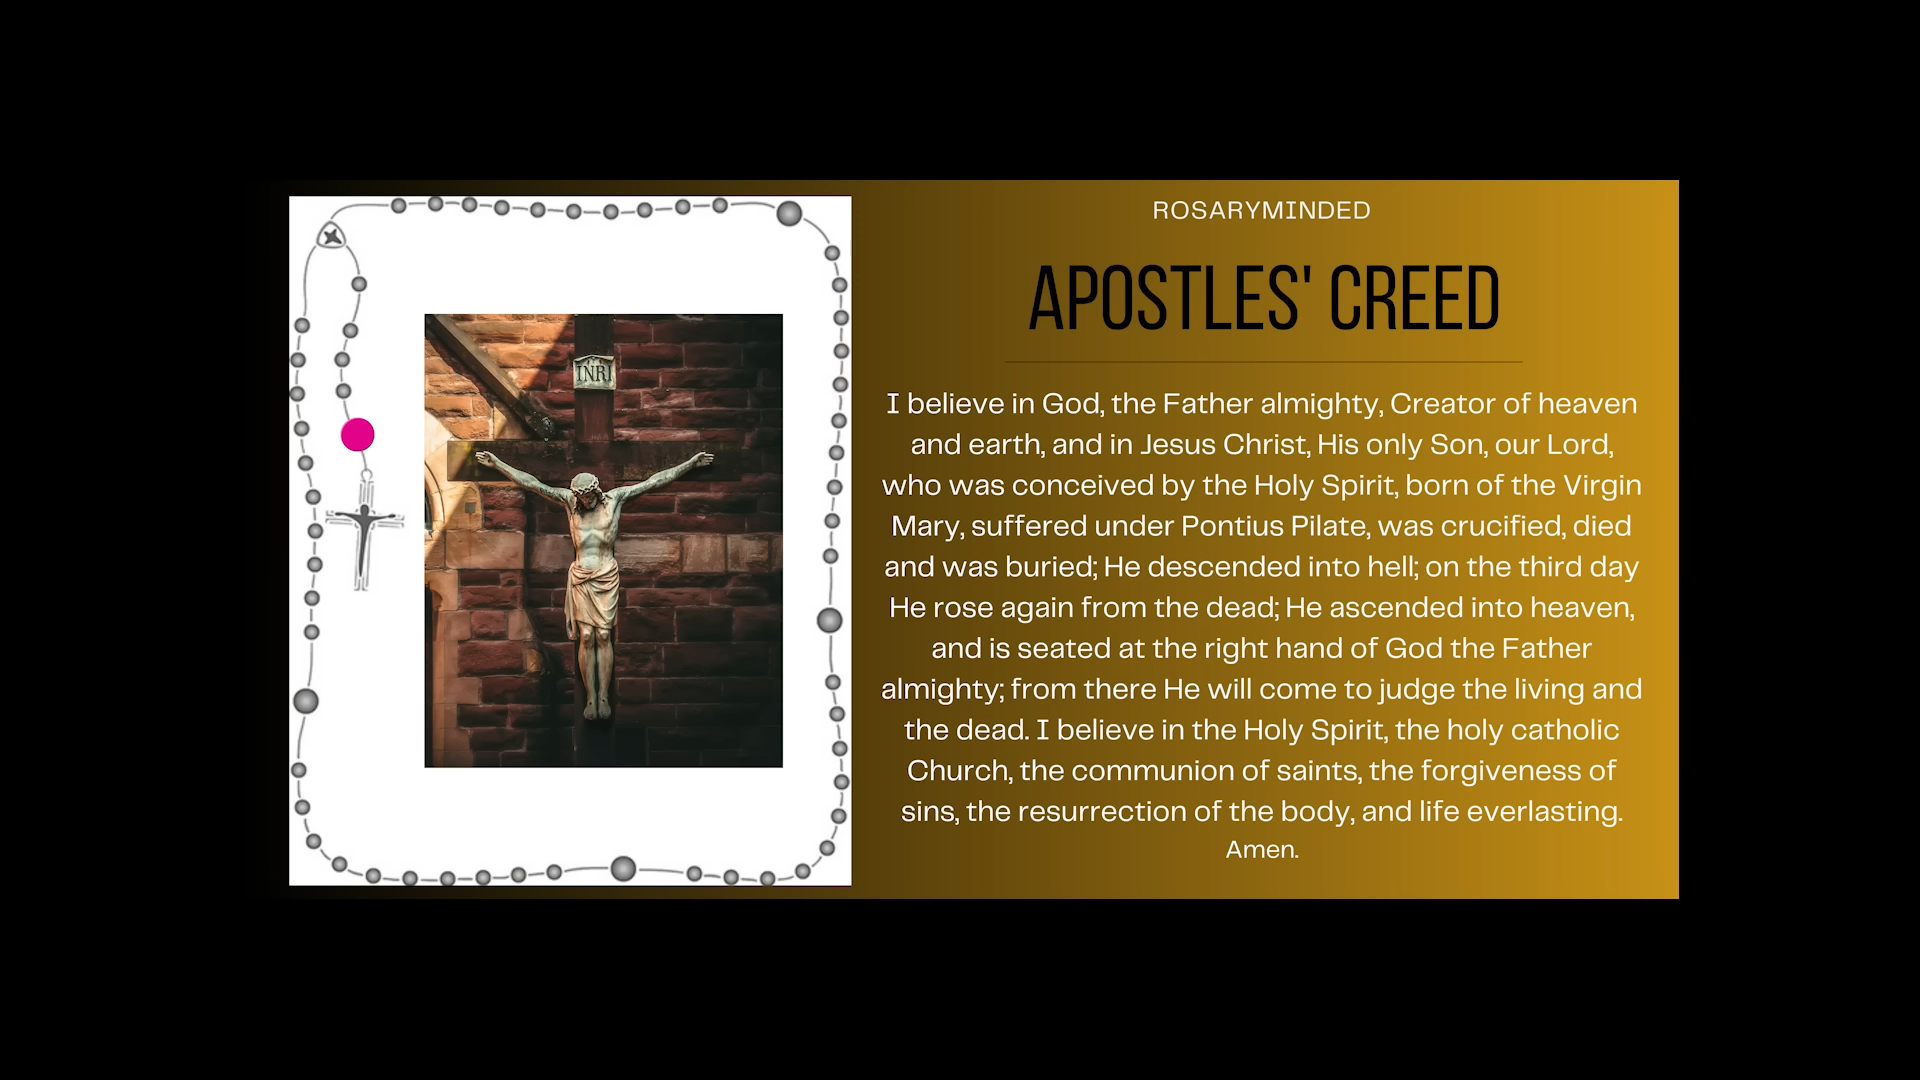 ROSARYMINDED
APOSTLES' CREED
INRI
I believe in God, the Father almighty, Creator of heaven
and earth, and in Jesus Christ, His only Son, our Lord,
who was conceived by the Holy Spirit, born of the Virgin
Mary, suffered under Pontius Pilate, was crucified, died
and was buried; He descended into hell; on the third day
He rose again from the dead; He ascended into heaven,
and is seated at the right hand of God the Father
almighty; from there He will come to judge the living and
the dead. I believe in the Holy Spirit, the holy catholic
Church, the communion of saints, the forgiveness of
sins, the resurrection of the body, and life everlasting.
Amen.